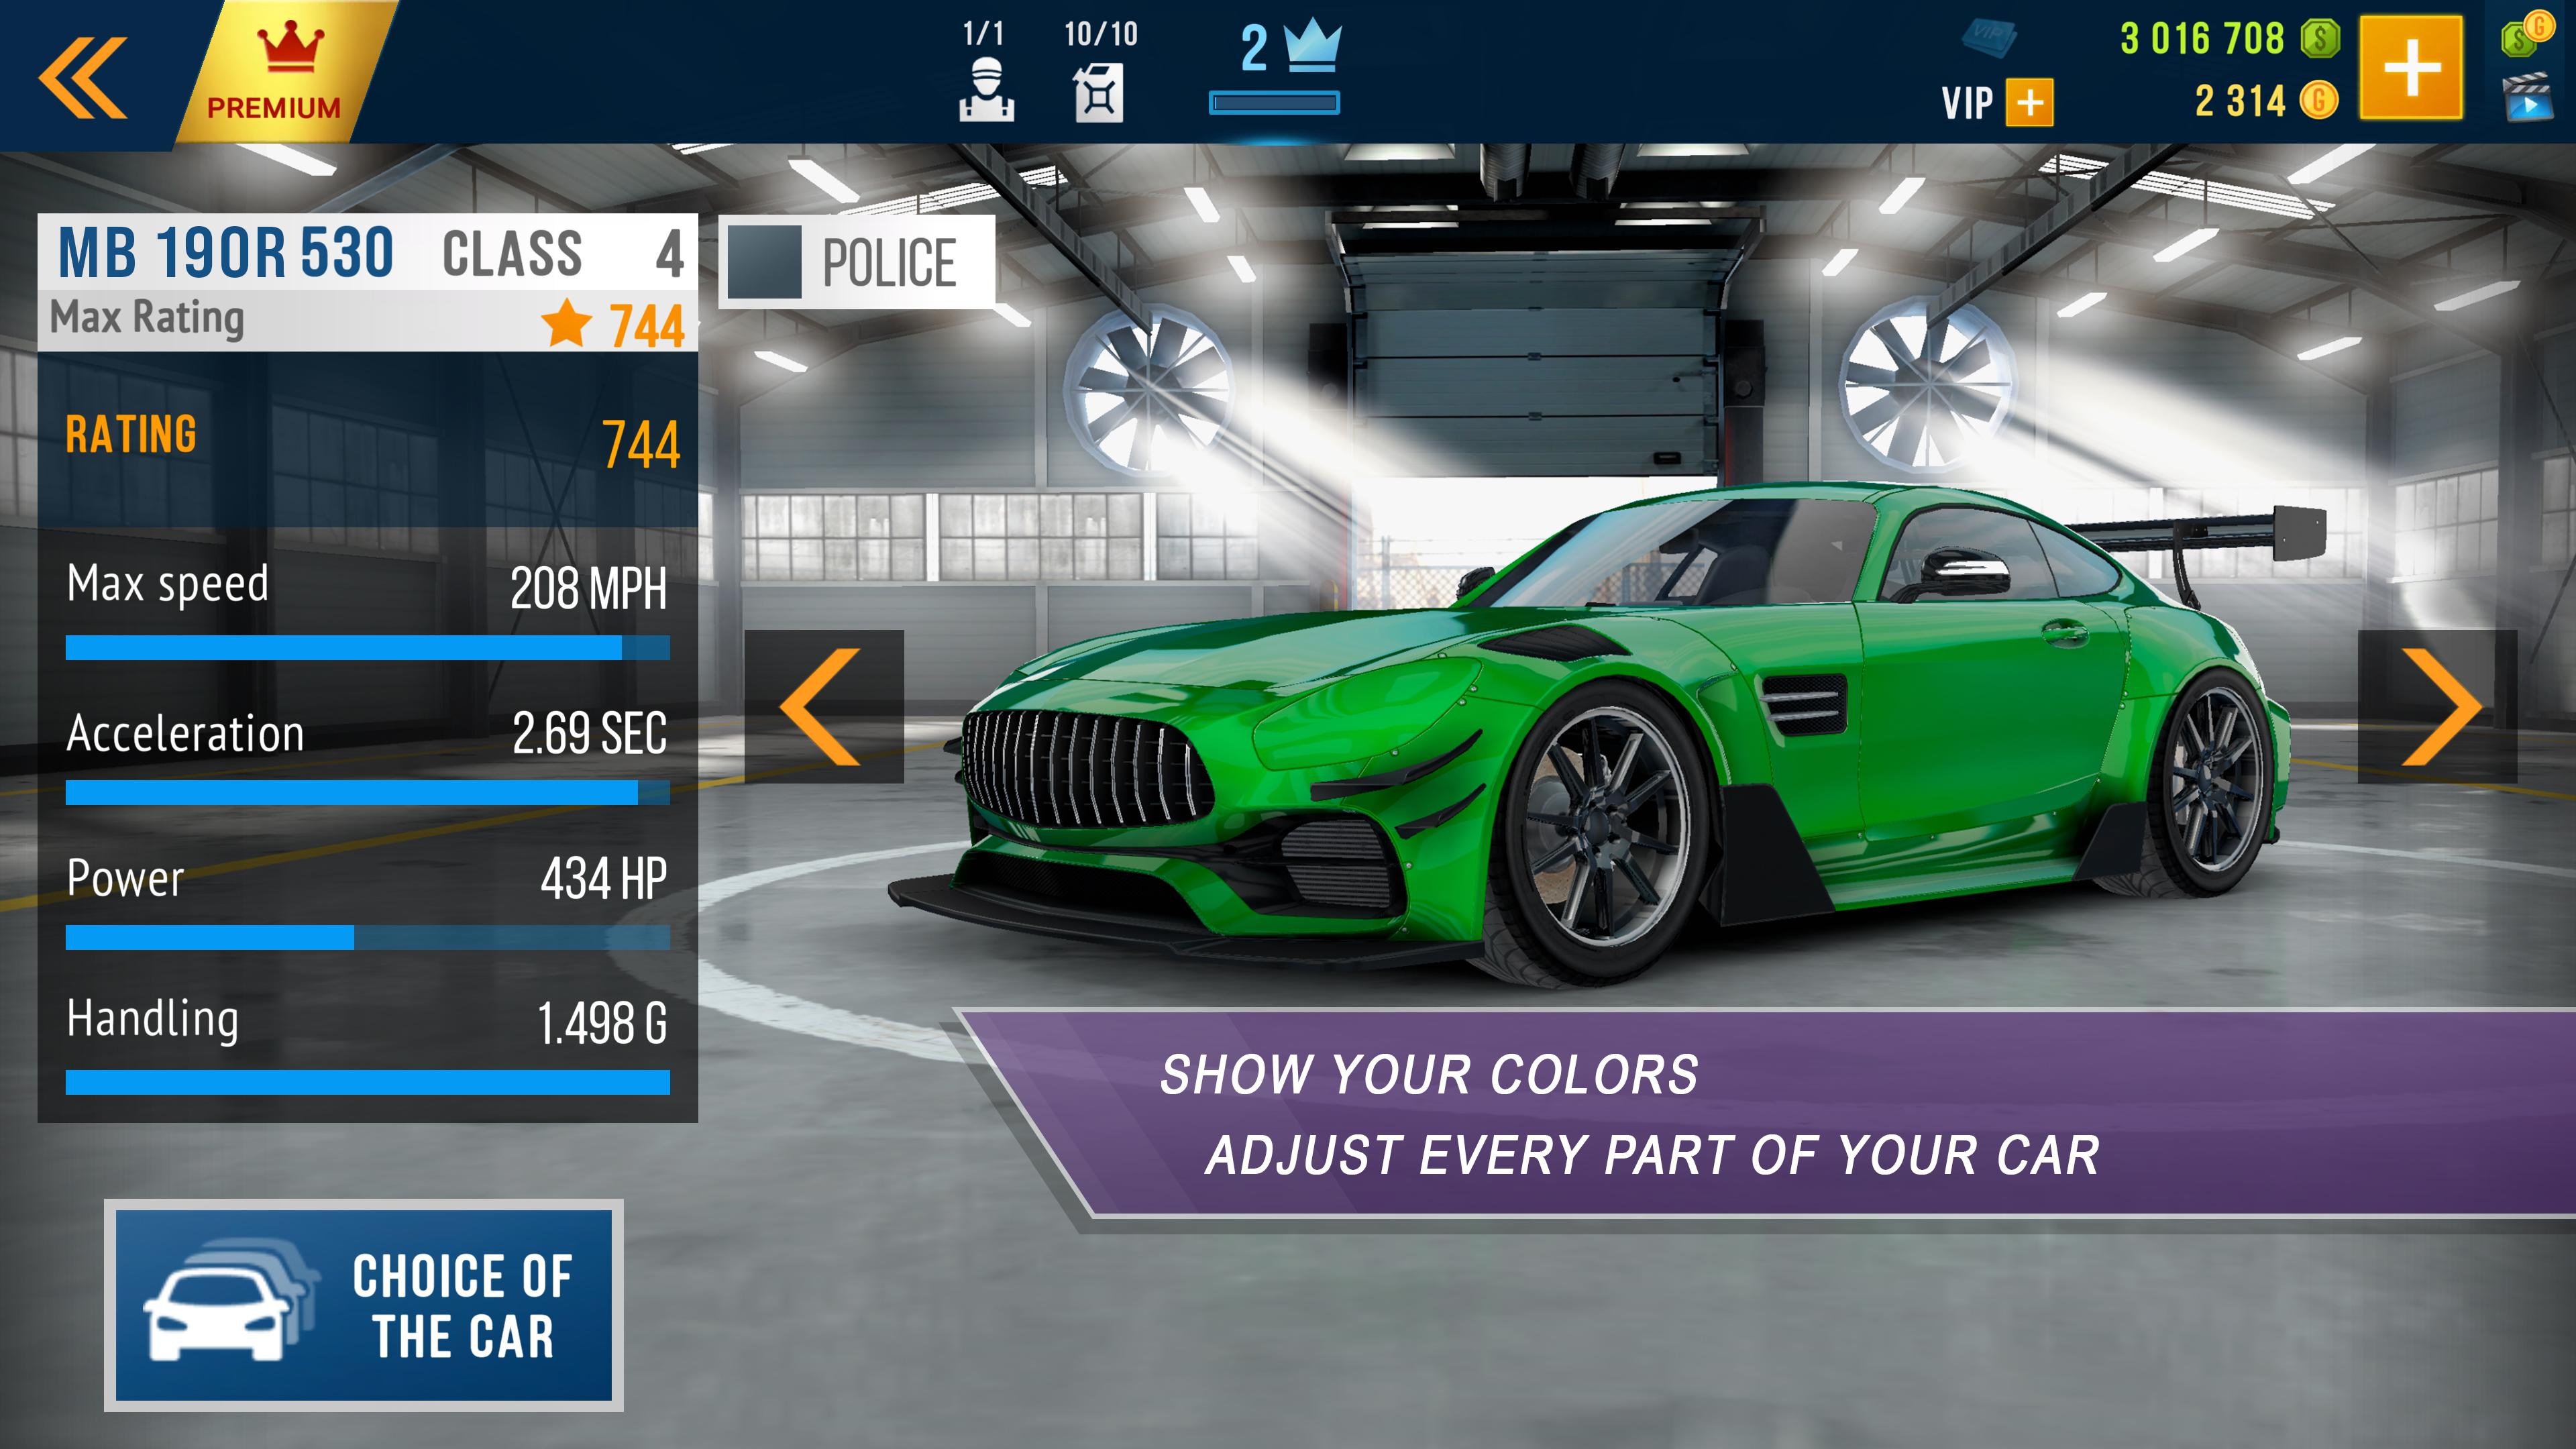 PREMIUM
1/1
10/10
2
VIP
3 016 708
2 314
MB 190R 530 CLASS 4
Max Rating 744
POLICE
RATING 744
Max speed 208 MPH
Acceleration 2.69 SEC
Power 434 HP
Handling 1.498 G
SHOW YOUR COLORS
ADJUST EVERY PART OF YOUR CAR
CHOICE OF
THE CAR